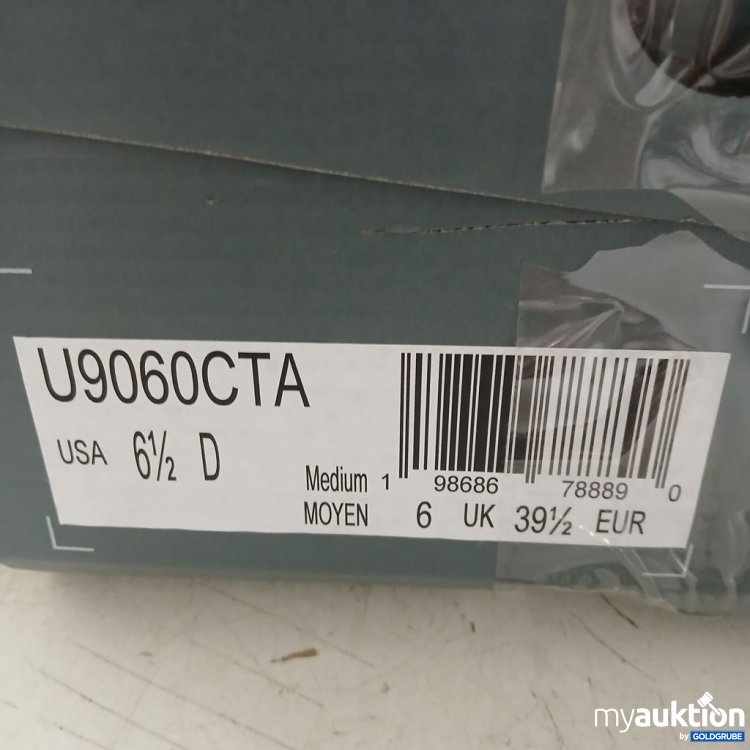 U9060CTA
USA 6½ D
Medium 1 98686 78889 0
MOYEN 6 UK 39½ EUR
myauktion
by GOLDGRUBE